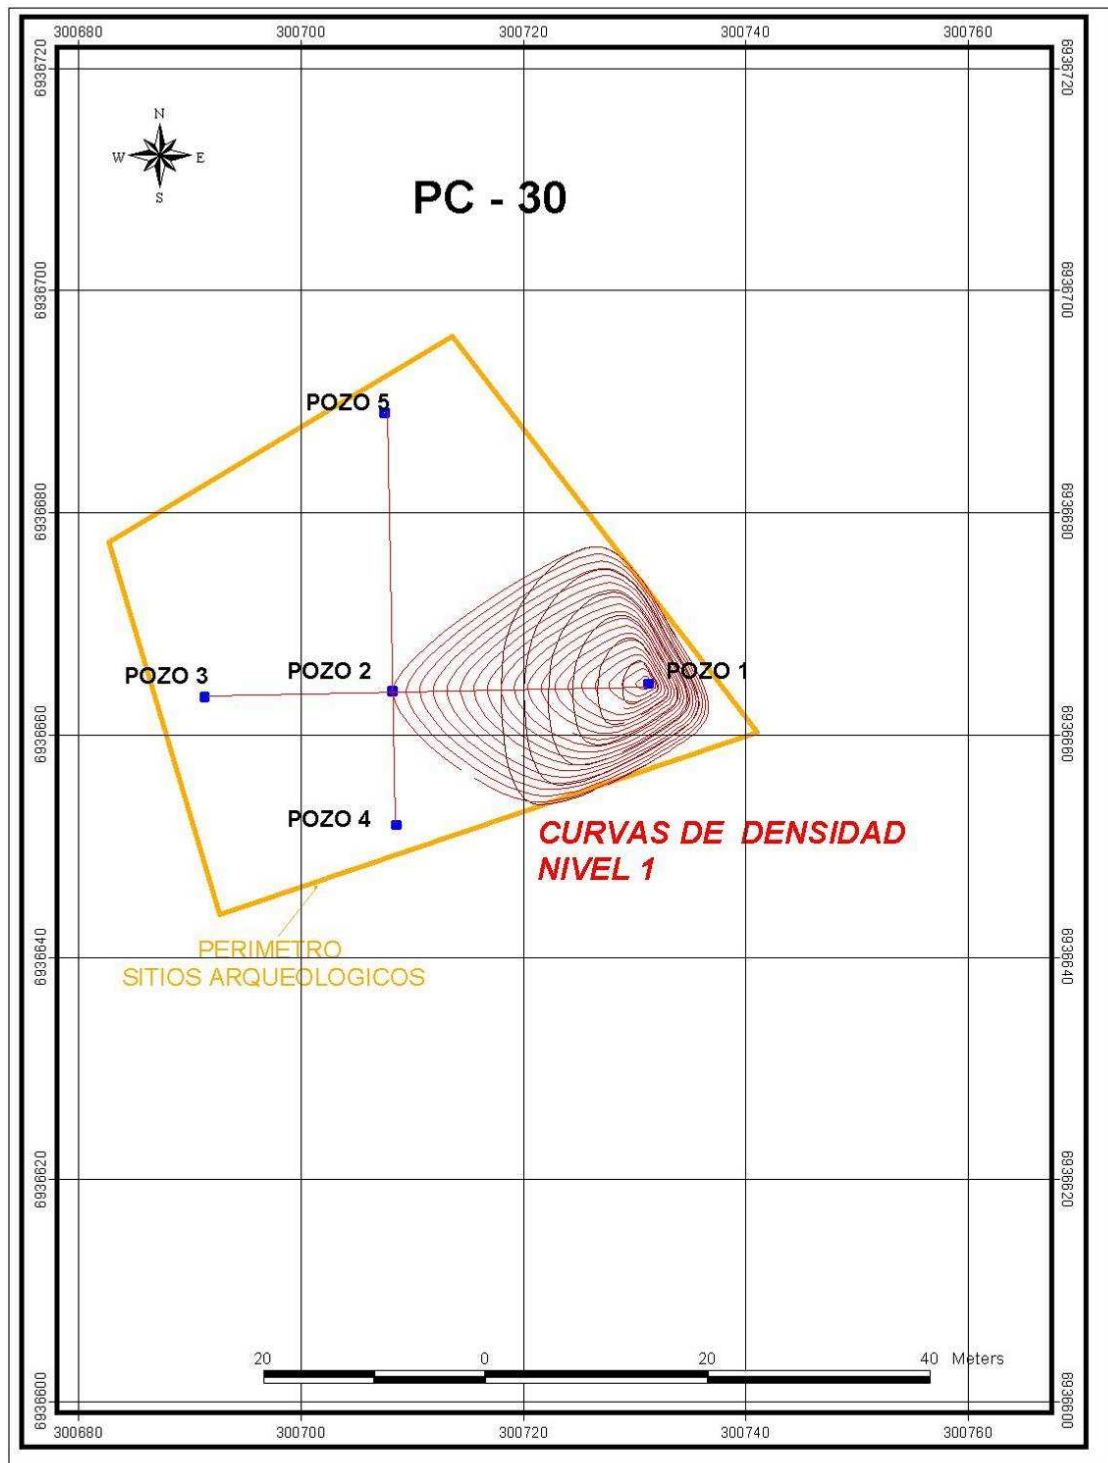 300680 300700 300720 300740 300760
6936720 6936720
N
W E
S
PC - 30
6936700 6936700
POZO 5
6936680 6936680
POZO 3 POZO 2 POZO 1
6936660 6936660
POZO 4
CURVAS DE DENSIDAD
NIVEL 1
PERIMETRO
SITIOS ARQUEOLOGICOS
6936640 6936640
6936620 6936620
20 0 20 40 Meters
6936600 6936600
300680 300700 300720 300740 300760